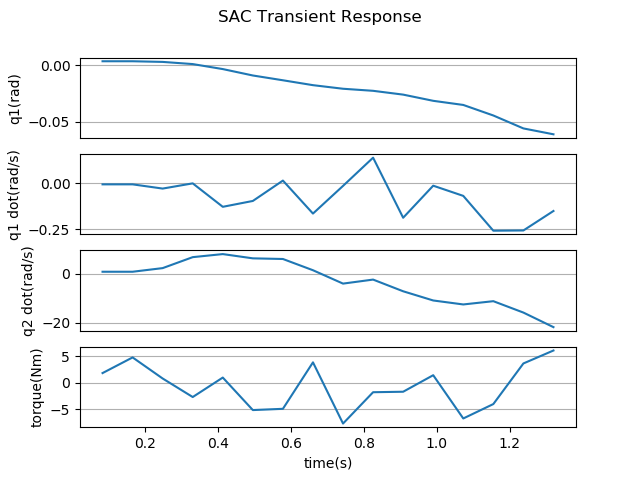 SAC Transient Response
0.00
−0.05
q1(rad)
0.00
−0.25
q1 dot(rad/s)
0
−20
q2 dot(rad/s)
5
0
−5
torque(Nm)
0.2 0.4 0.6 0.8 1.0 1.2
time(s)